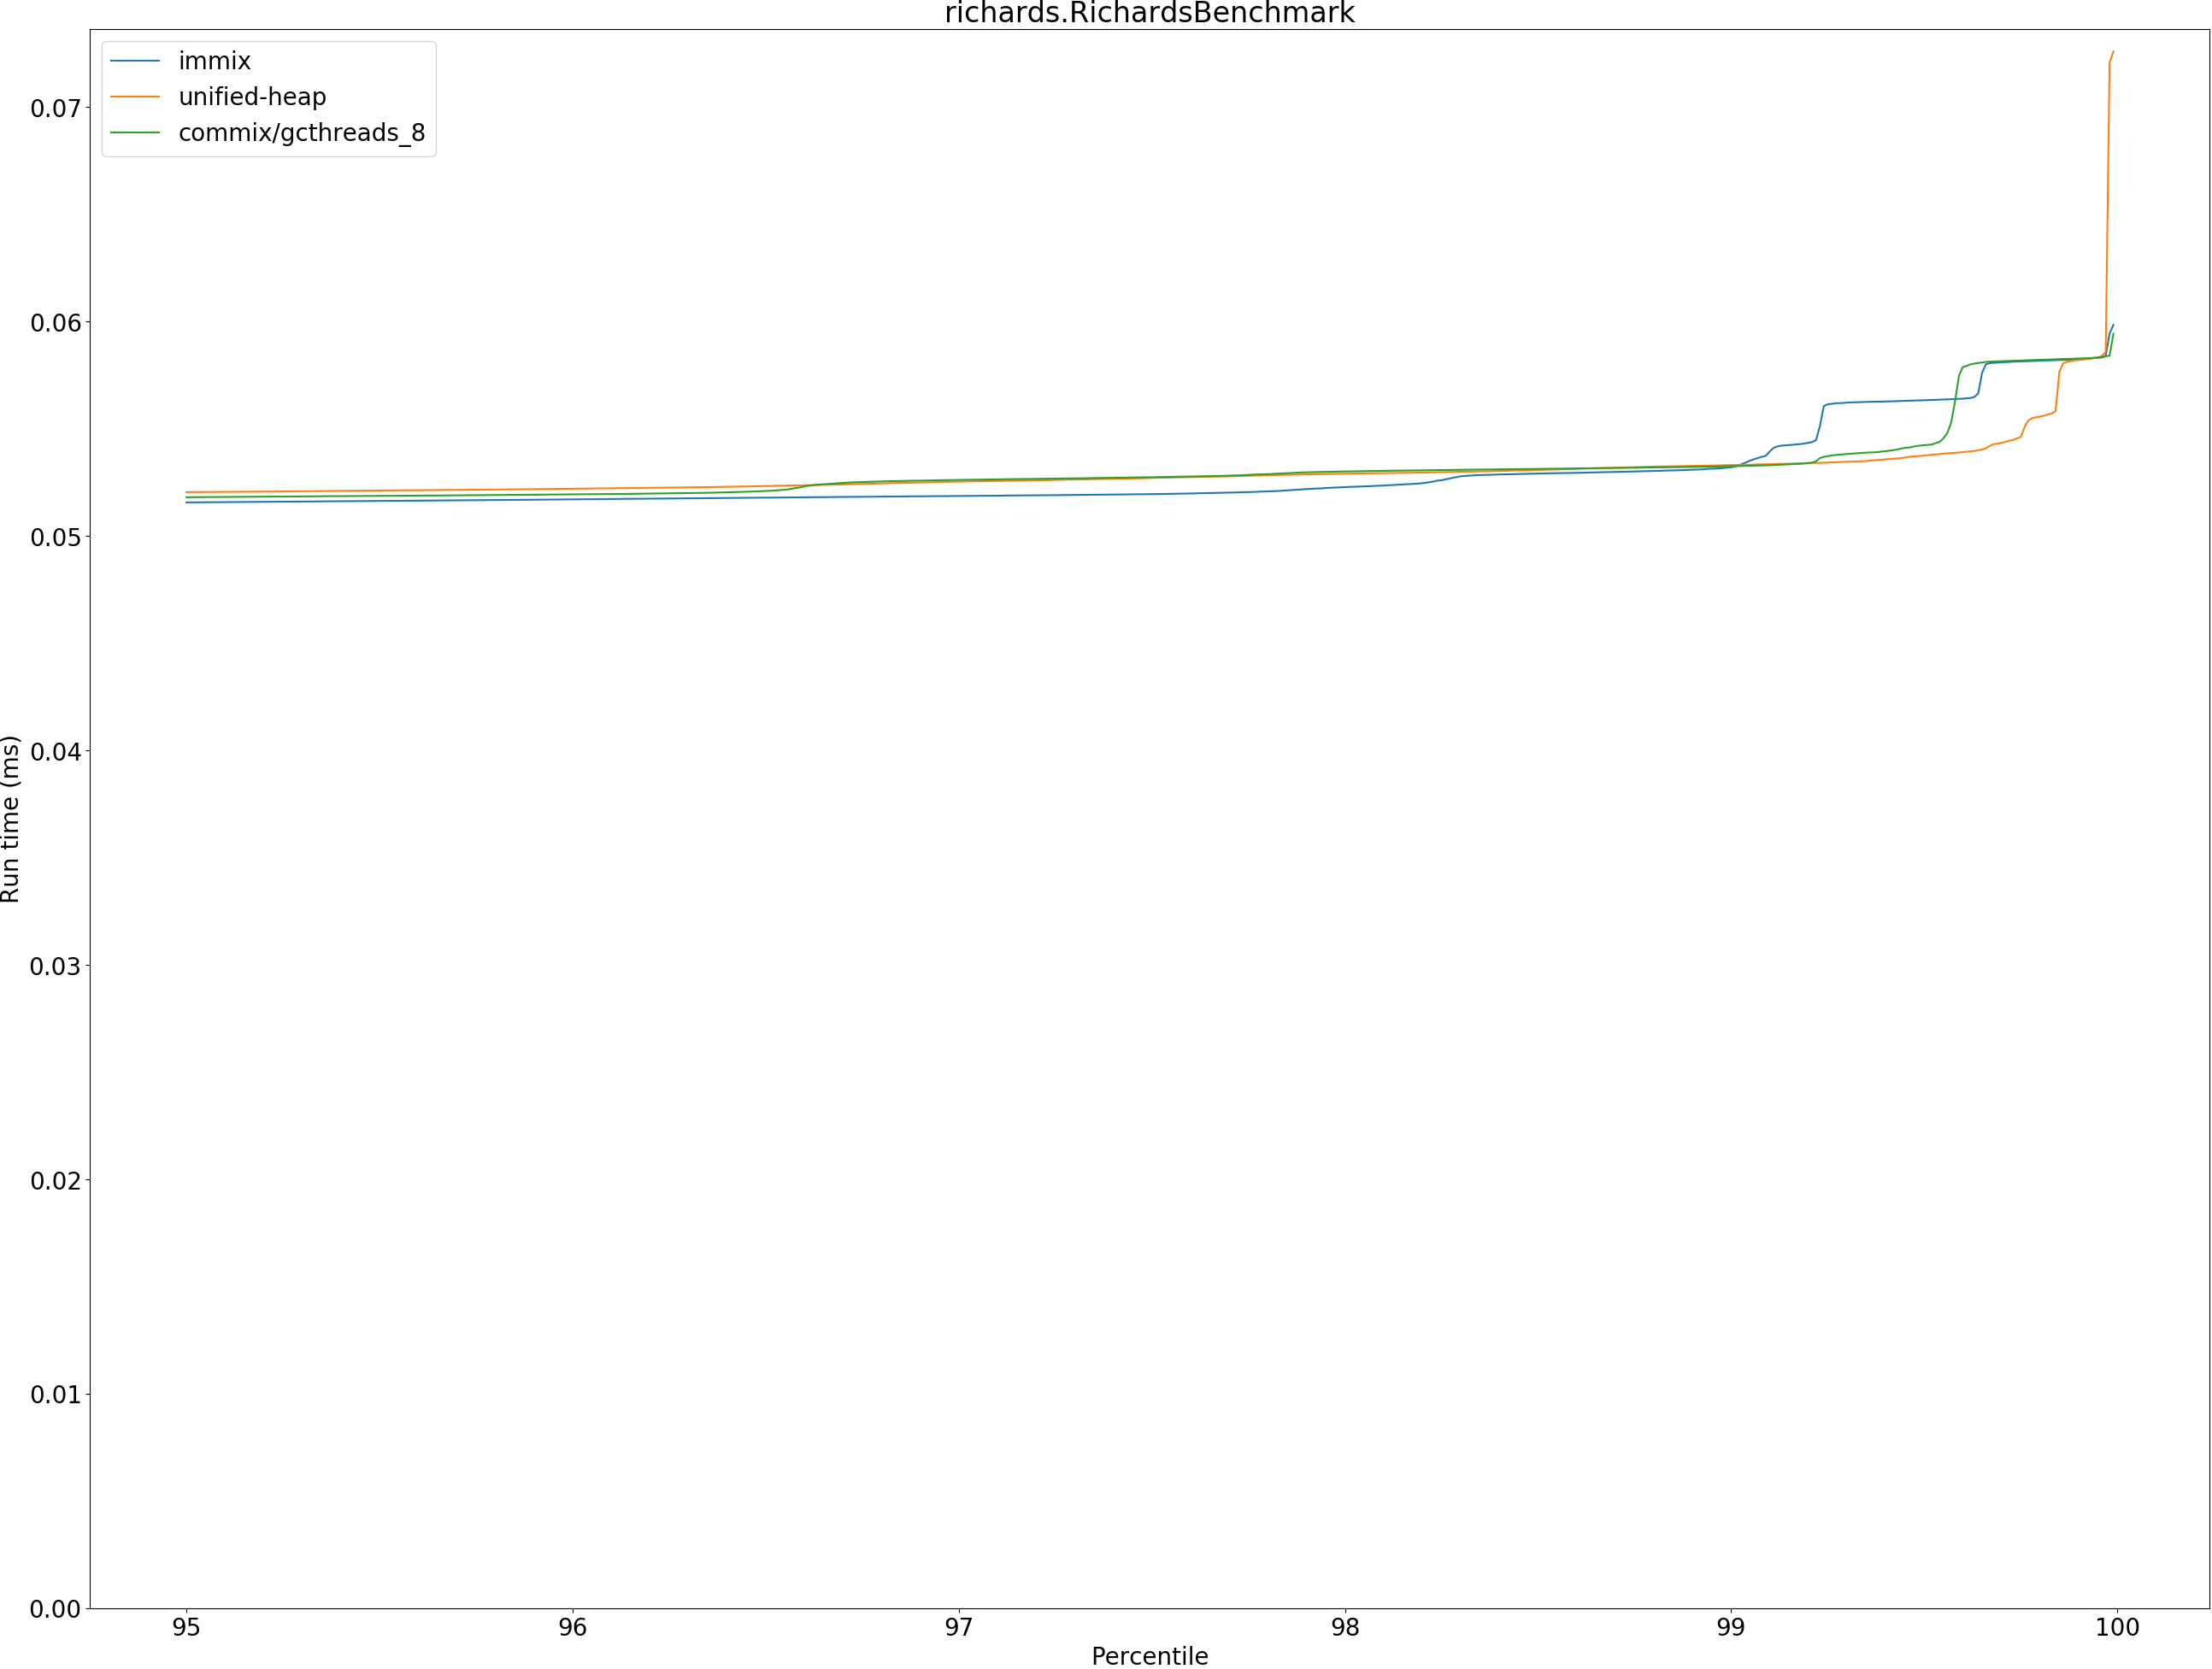 richards.RichardsBenchmark
immix
unified-heap
commix/gcthreads_8
0.07
0.06
0.05
0.04
0.03
0.02
0.01
0.00
Run time (ms)
95 96 97 98 99 100
Percentile